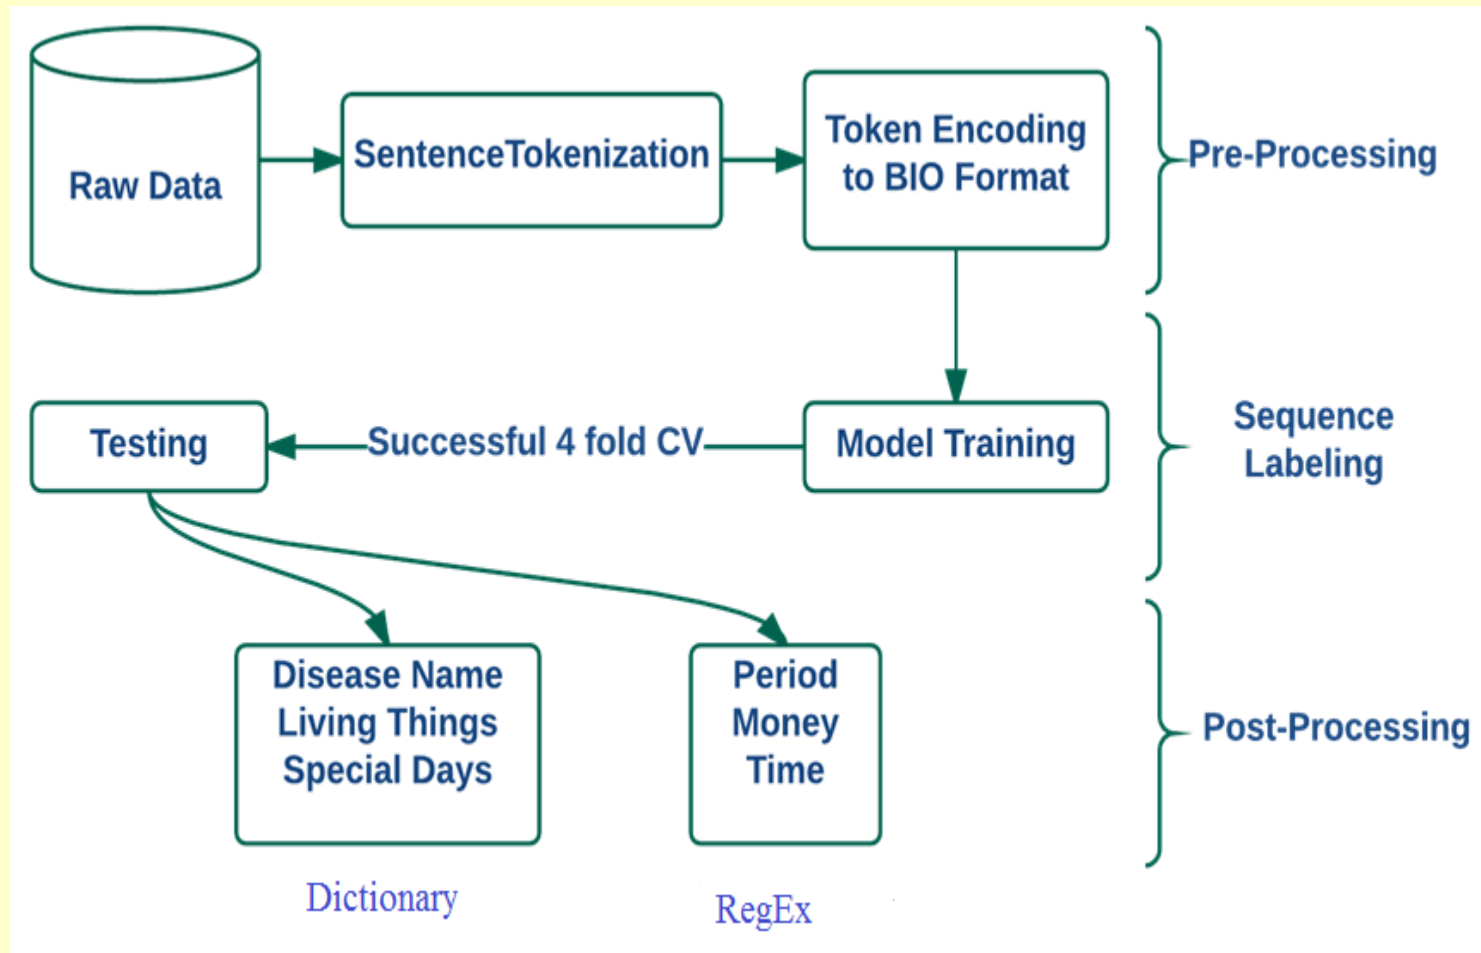 Raw Data
SentenceTokenization
Token Encoding
to BIO Format
Pre-Processing
Testing
Successful 4 fold CV
Model Training
Sequence
Labeling
Disease Name
Living Things
Special Days
Period
Money
Time
Post-Processing
Dictionary
RegEx